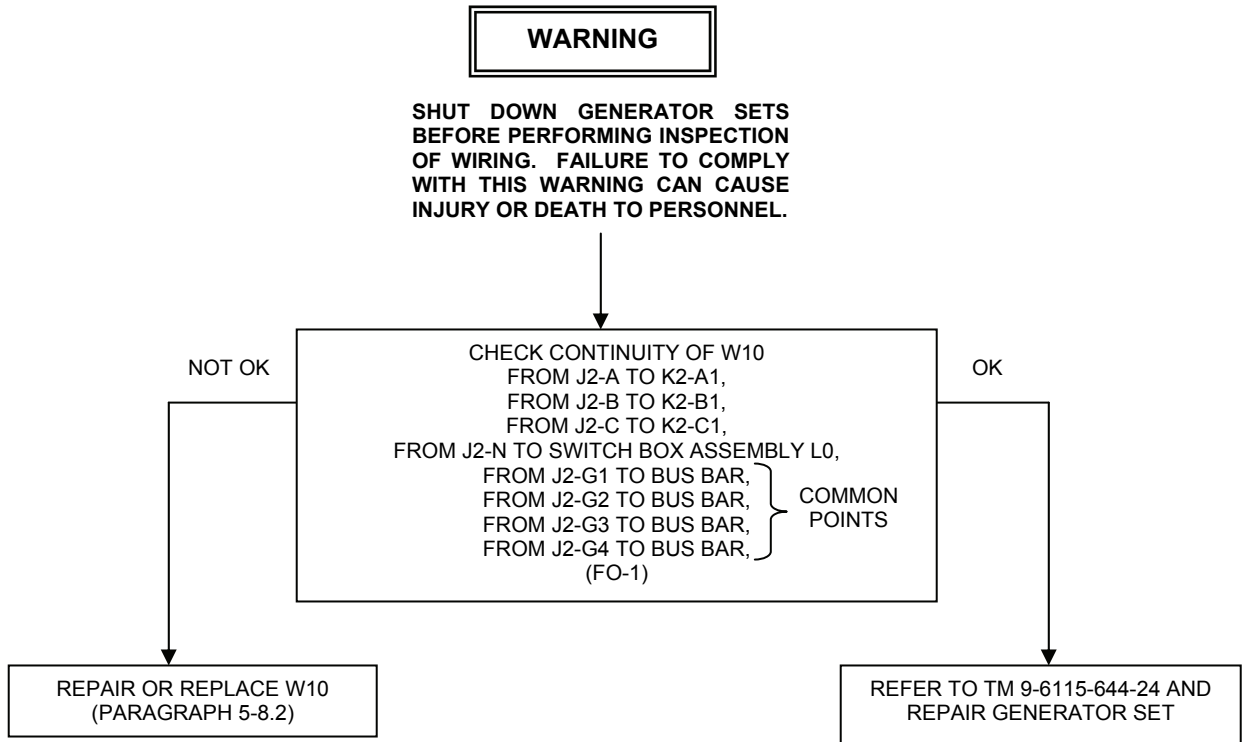 WARNING
SHUT DOWN GENERATOR SETS
BEFORE PERFORMING INSPECTION
OF WIRING. FAILURE TO COMPLY
WITH THIS WARNING CAN CAUSE
INJURY OR DEATH TO PERSONNEL.
NOT OK
CHECK CONTINUITY OF W10
FROM J2-A TO K2-A1,
FROM J2-B TO K2-B1,
FROM J2-C TO K2-C1,
FROM J2-N TO SWITCH BOX ASSEMBLY L0,
FROM J2-G1 TO BUS BAR,
FROM J2-G2 TO BUS BAR,
FROM J2-G3 TO BUS BAR,
FROM J2-G4 TO BUS BAR,
(FO-1)
COMMON
POINTS
OK
REPAIR OR REPLACE W10
(PARAGRAPH 5-8.2)
REFER TO TM 9-6115-644-24 AND
REPAIR GENERATOR SET